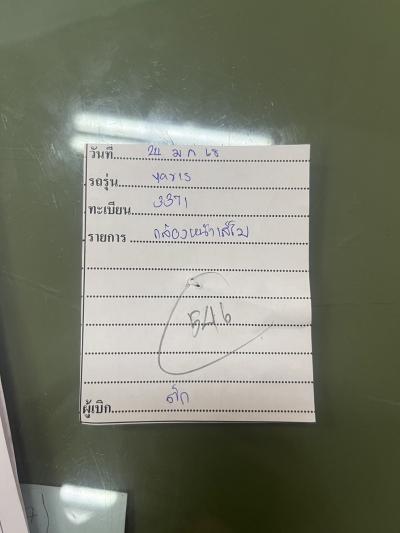 วันที่ 22 มก 68
รถรุ่น yaris
ทะเบียน 3371
รายการ กล่องหน้าเสริม
546
ผู้เบิก